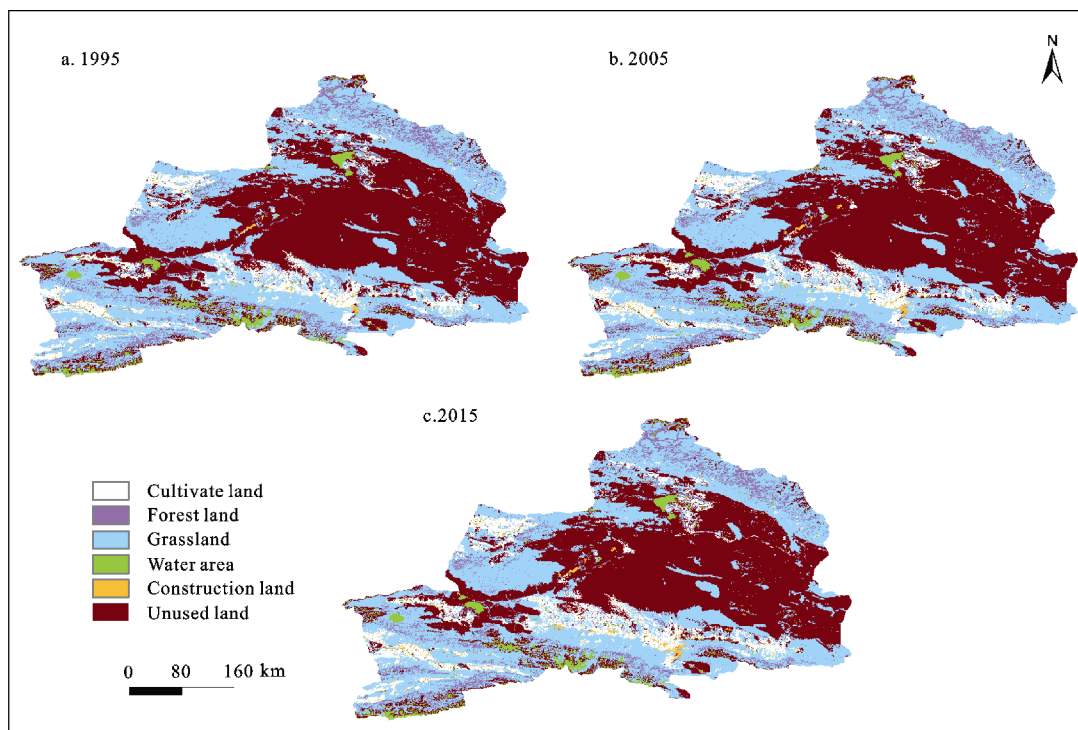 a. 1995
b. 2005
N
c.2015
Cultivate land
Forest land
Grassland
Water area
Construction land
Unused land
0 80 160 km